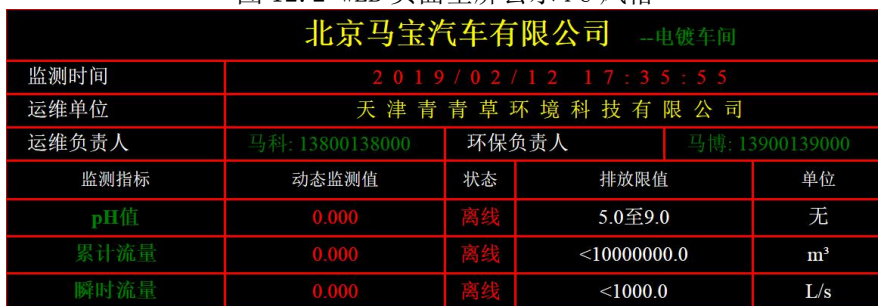 北京马宝汽车有限公司 --电镀车间
监测时间 2019/02/12 17:35:55
运维单位 天津青青草环境科技有限公司
运维负责人 马科: 13800138000 环保负责人 马博: 13900139000
监测指标 动态监测值 状态 排放限值 单位
pH值 0.000 离线 5.0至9.0 无
累计流量 0.000 离线 <10000000.0 m³
瞬时流量 0.000 离线 <1000.0 L/s